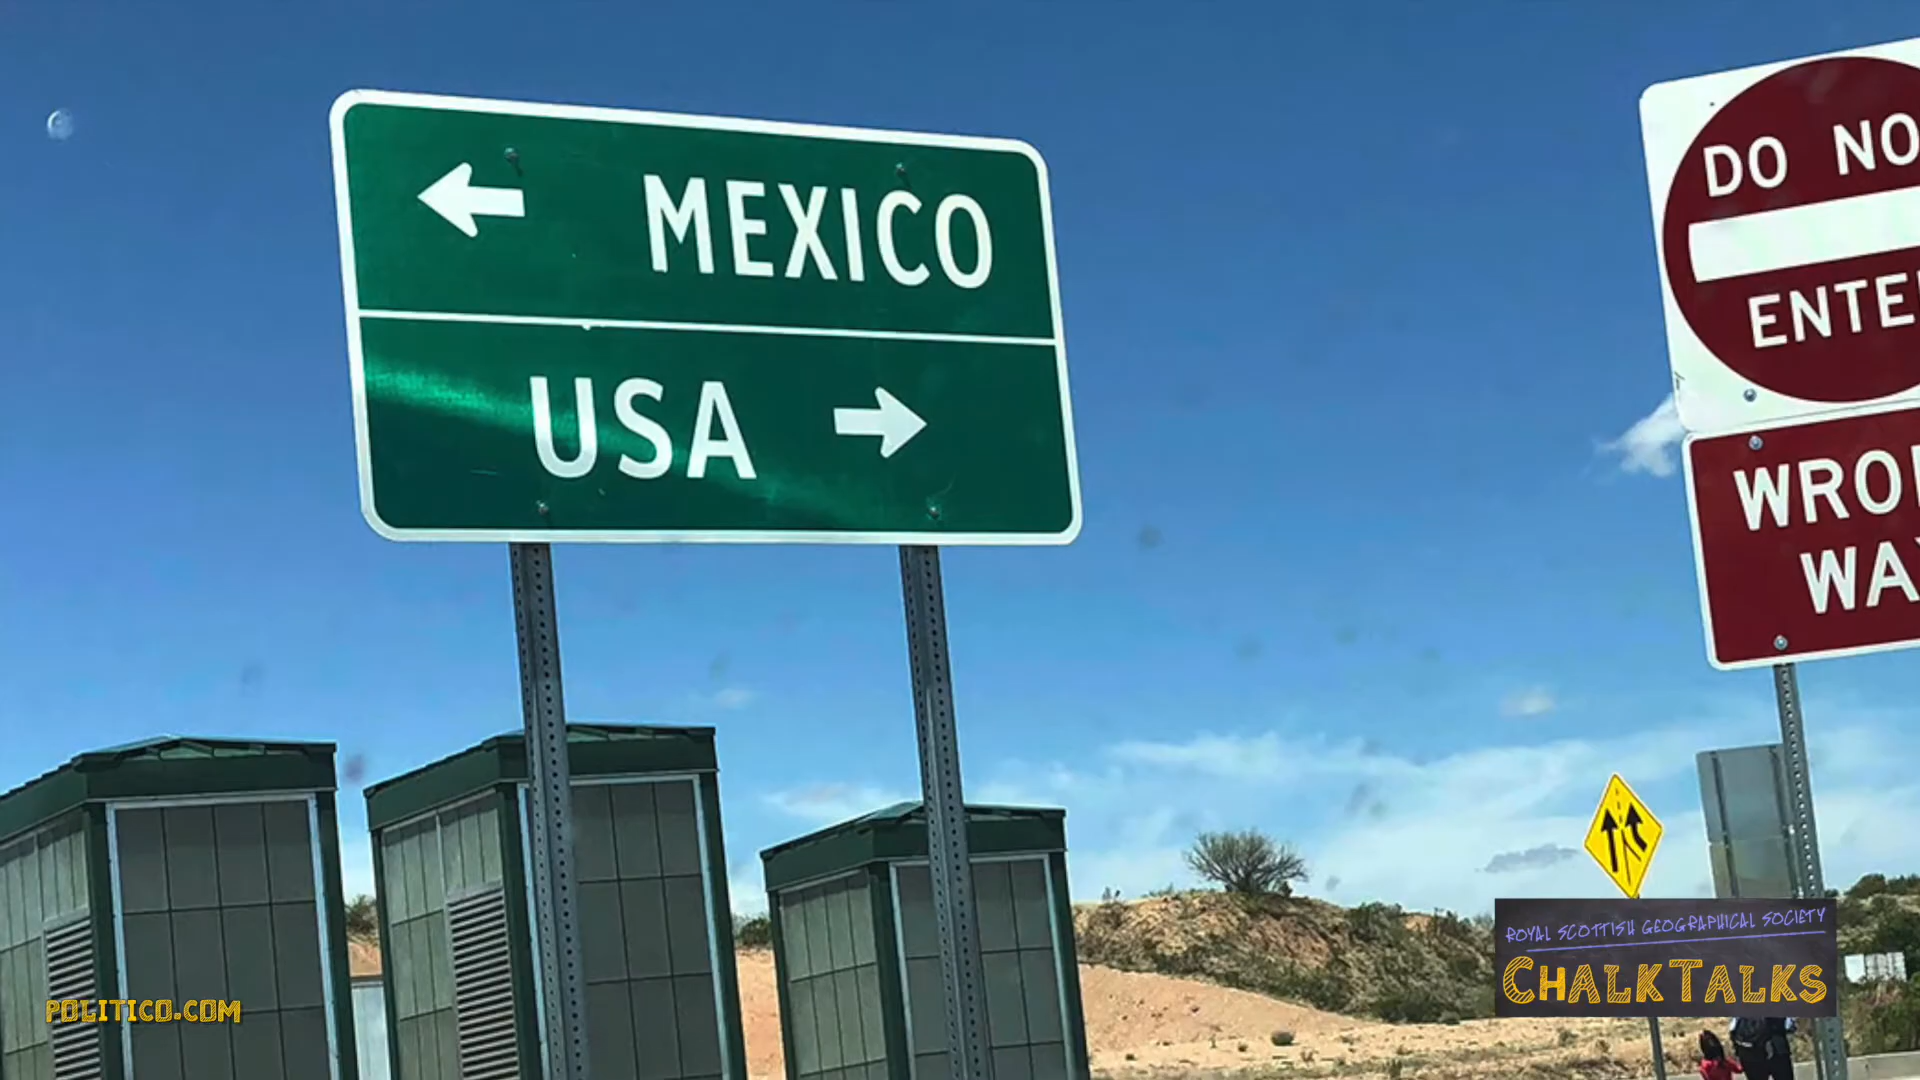 MEXICO
USA
DO NO
ENTE
WRO
WA
ROYAL SCOTTISH GEOGRAPHICAL SOCIETY
CHALKTALKS
POLITICO.COM